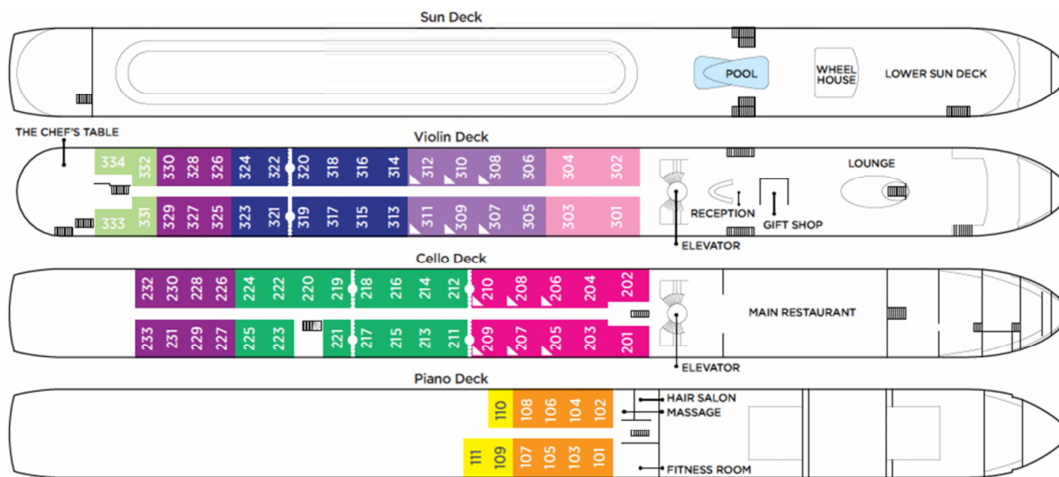 Sun Deck
POOL
WHEEL
HOUSE
LOWER SUN DECK
THE CHEF'S TABLE
Violin Deck
334 332 330 328 326 324 322 320 318 316 314 312 310 308 306 304 302
LOUNGE
333 331 329 327 325 323 321 319 317 315 313 311 309 307 305 303 301
RECEPTION
GIFT SHOP
ELEVATOR
Cello Deck
232 230 228 226 224 222 220 219 218 216 214 212 210 208 206 204 202
MAIN RESTAURANT
233 231 229 227 225 223 221 217 215 213 211 209 207 205 203 201
ELEVATOR
Piano Deck
110 108 106 104 102
HAIR SALON
MASSAGE
111 109 107 105 103 101
FITNESS ROOM